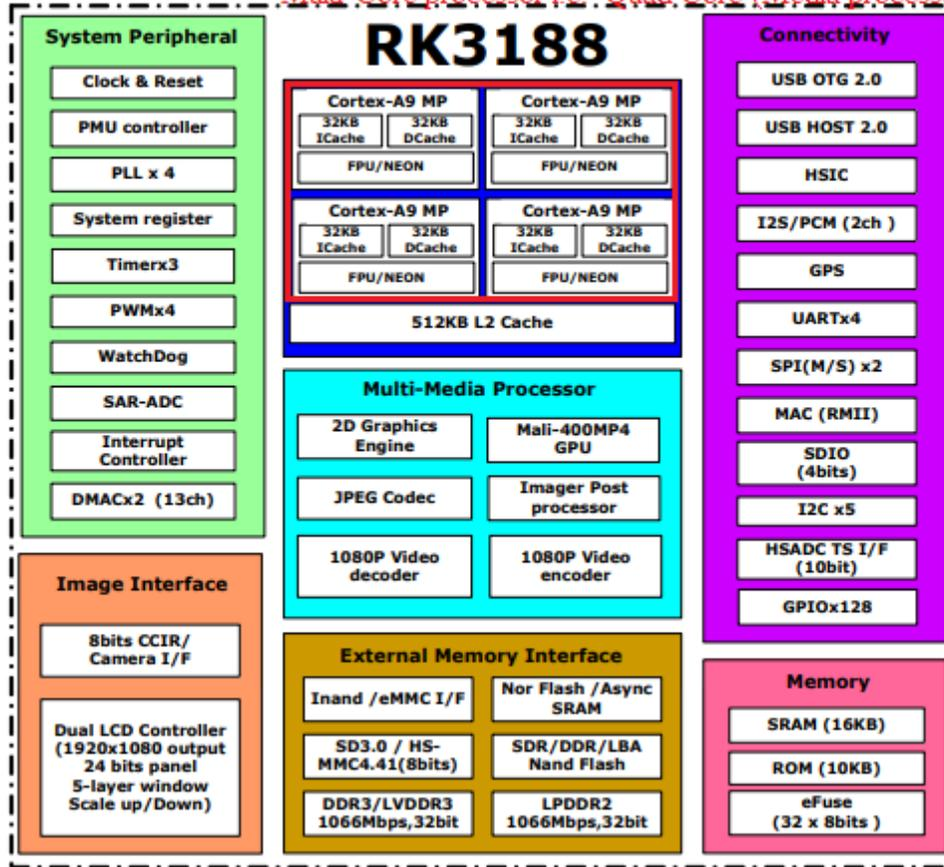 RK3188
System Peripheral
Clock & Reset
PMU controller
PLL x 4
System register
Timerx3
PWMx4
WatchDog
SAR-ADC
Interrupt
Controller
DMACx2 (13ch)
Image Interface
8bits CCIR/
Camera I/F
Dual LCD Controller
(1920x1080 output
24 bits panel
5-layer window
Scale up/Down)
Cortex-A9 MP
32KB
ICache
32KB
DCache
FPU/NEON
Cortex-A9 MP
32KB
ICache
32KB
DCache
FPU/NEON
Cortex-A9 MP
32KB
ICache
32KB
DCache
FPU/NEON
Cortex-A9 MP
32KB
ICache
32KB
DCache
FPU/NEON
512KB L2 Cache
Multi-Media Processor
2D Graphics
Engine
Mali-400MP4
GPU
JPEG Codec
Imager Post
processor
1080P Video
decoder
1080P Video
encoder
External Memory Interface
Inand /eMMC I/F
Nor Flash /Async
SRAM
SD3.0 / HS-
MMC4.41(8bits)
SDR/DDR/LBA
Nand Flash
DDR3/LVDDR3
1066Mbps,32bit
LPDDR2
1066Mbps,32bit
Connectivity
USB OTG 2.0
USB HOST 2.0
HSIC
I2S/PCM (2ch )
GPS
UARTx4
SPI(M/S) x2
MAC (RMII)
SDIO
(4bits)
I2C x5
HSADC TS I/F
(10bit)
GPIOx128
Memory
SRAM (16KB)
ROM (10KB)
eFuse
(32 x 8bits )